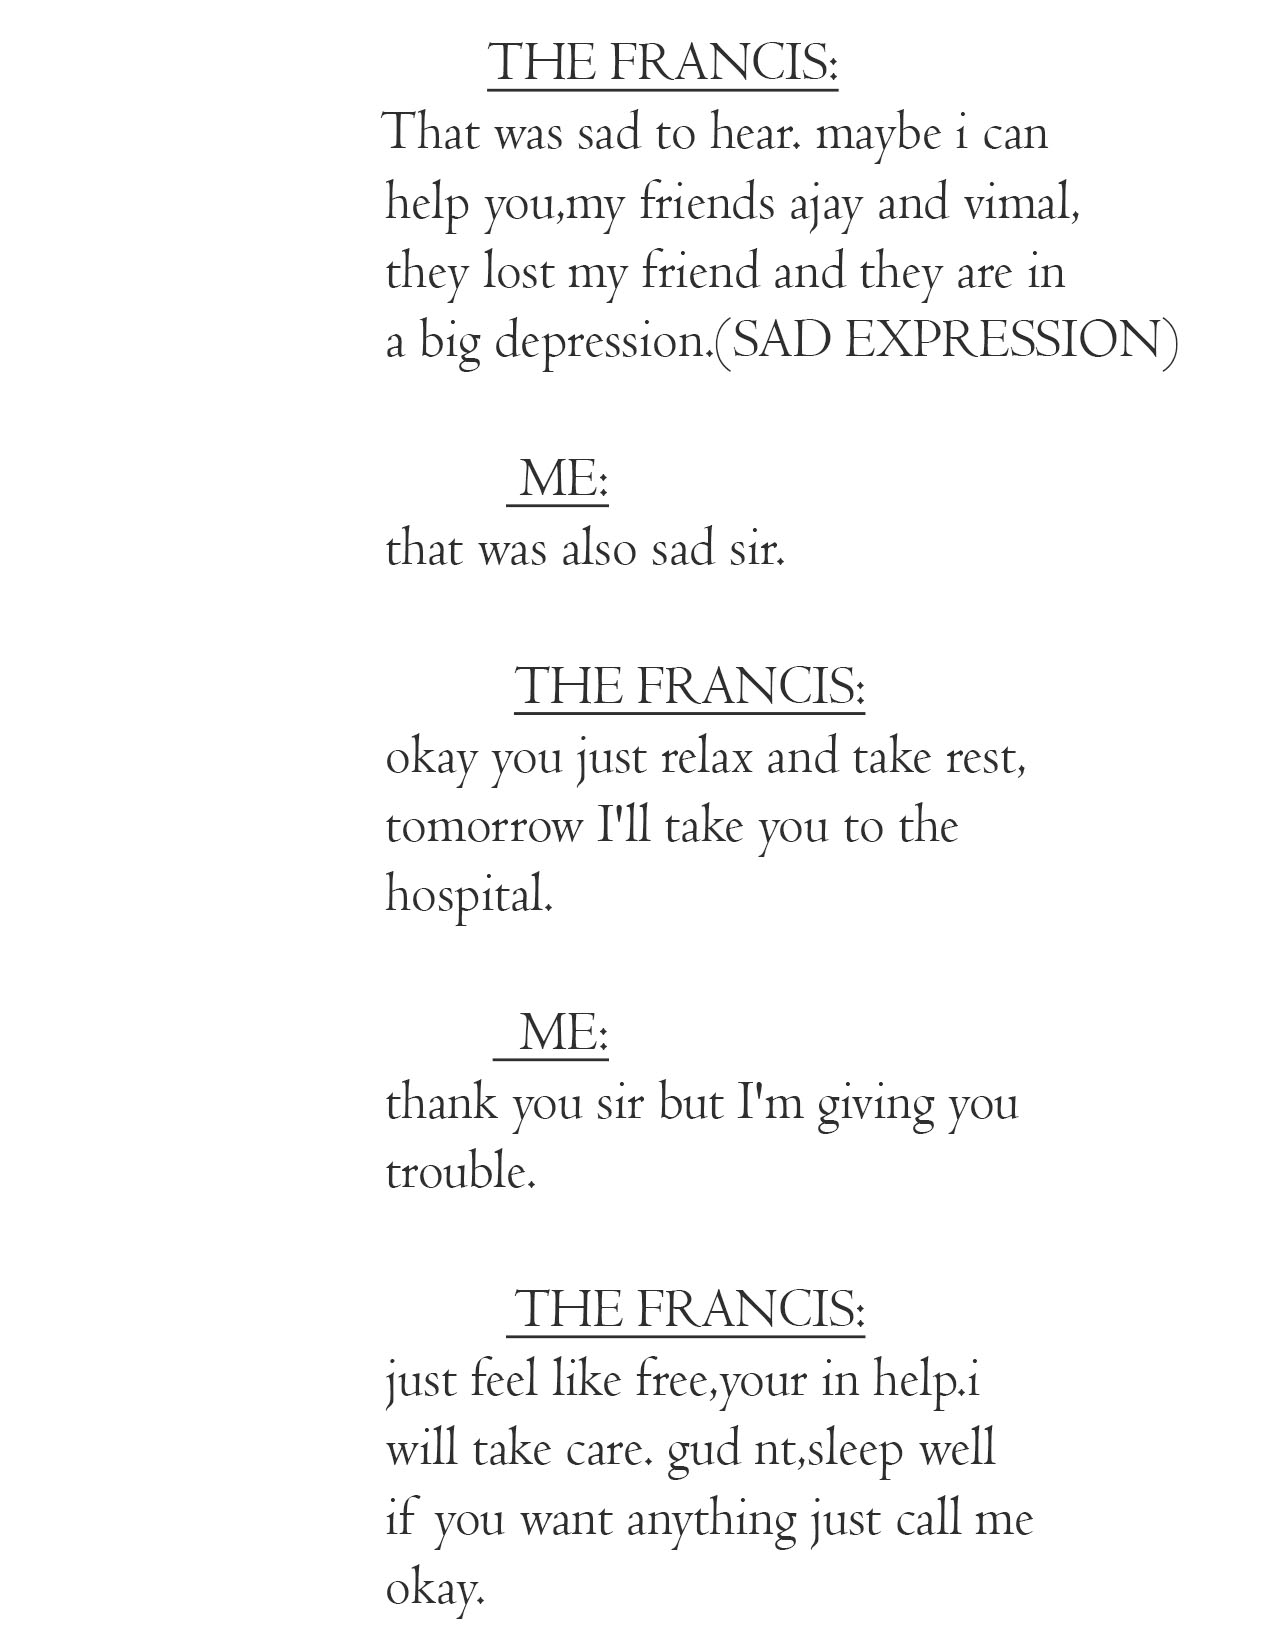 THE FRANCIS:
That was sad to hear. maybe i can
help you,my friends ajay and vimal,
they lost my friend and they are in
a big depression.(SAD EXPRESSION)
ME:
that was also sad sir.
THE FRANCIS:
okay you just relax and take rest,
tomorrow I'll take you to the
hospital.
ME:
thank you sir but I'm giving you
trouble.
THE FRANCIS:
just feel like free,your in help.i
will take care. gud nt,sleep well
if you want anything just call me
okay.